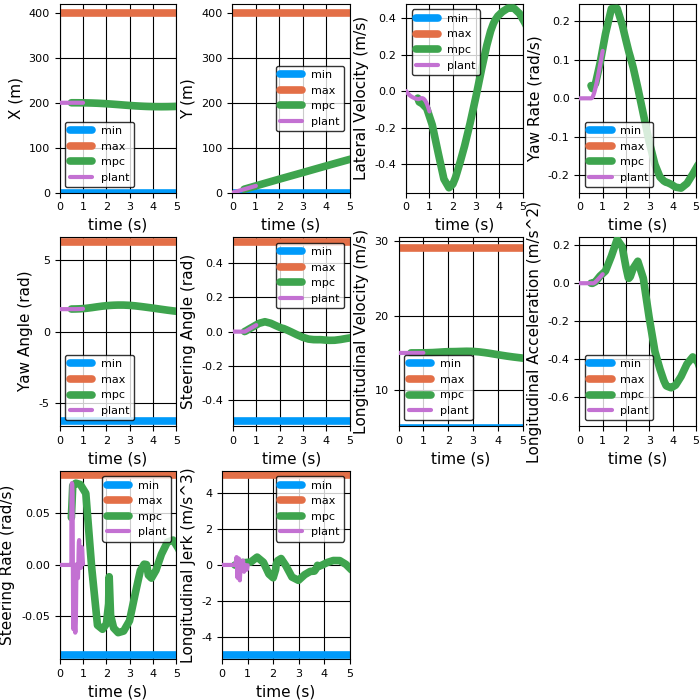 X (m)
400
300
200
100
0
min
max
mpc
plant
0 1 2 3 4 5
time (s)
Y (m)
400
300
200
100
0
min
max
mpc
plant
0 1 2 3 4 5
time (s)
Lateral Velocity (m/s)
0.4
0.2
0.0
-0.2
-0.4
min
max
mpc
plant
0 1 2 3 4 5
time (s)
Yaw Rate (rad/s)
0.2
0.1
0.0
-0.1
-0.2
min
max
mpc
plant
0 1 2 3 4 5
time (s)
Yaw Angle (rad)
5
0
-5
min
max
mpc
plant
0 1 2 3 4 5
time (s)
Steering Angle (rad)
0.4
0.2
0.0
-0.2
-0.4
min
max
mpc
plant
0 1 2 3 4 5
time (s)
Longitudinal Velocity (m/s)
30
20
10
min
max
mpc
plant
0 1 2 3 4 5
time (s)
Longitudinal Acceleration (m/s^2)
0.2
0.0
-0.2
-0.4
-0.6
min
max
mpc
plant
0 1 2 3 4 5
time (s)
Steering Rate (rad/s)
0.05
0.00
-0.05
min
max
mpc
plant
0 1 2 3 4 5
time (s)
Longitudinal Jerk (m/s^3)
4
2
0
-2
-4
min
max
mpc
plant
0 1 2 3 4 5
time (s)